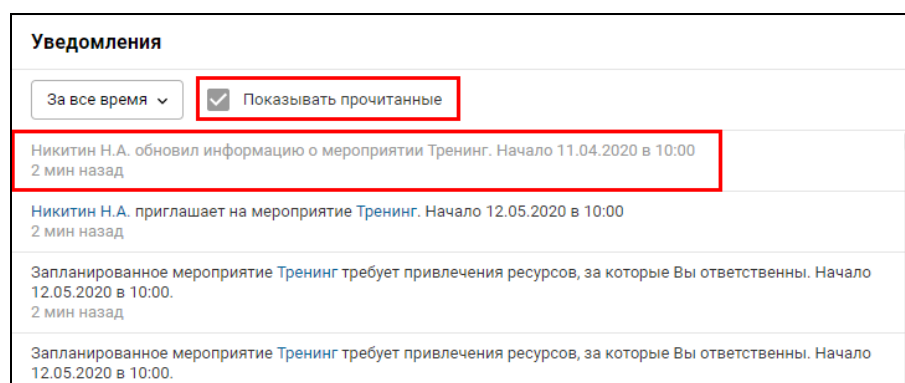 Уведомления
За все время
Показывать прочитанные
Никитин Н.А. обновил информацию о мероприятии Тренинг. Начало 11.04.2020 в 10:00
2 мин назад
Никитин Н.А. приглашает на мероприятие Тренинг. Начало 12.05.2020 в 10:00
2 мин назад
Запланированное мероприятие Тренинг требует привлечения ресурсов, за которые Вы ответственны. Начало
12.05.2020 в 10:00.
2 мин назад
Запланированное мероприятие Тренинг требует привлечения ресурсов, за которые Вы ответственны. Начало
12.05.2020 в 10:00.